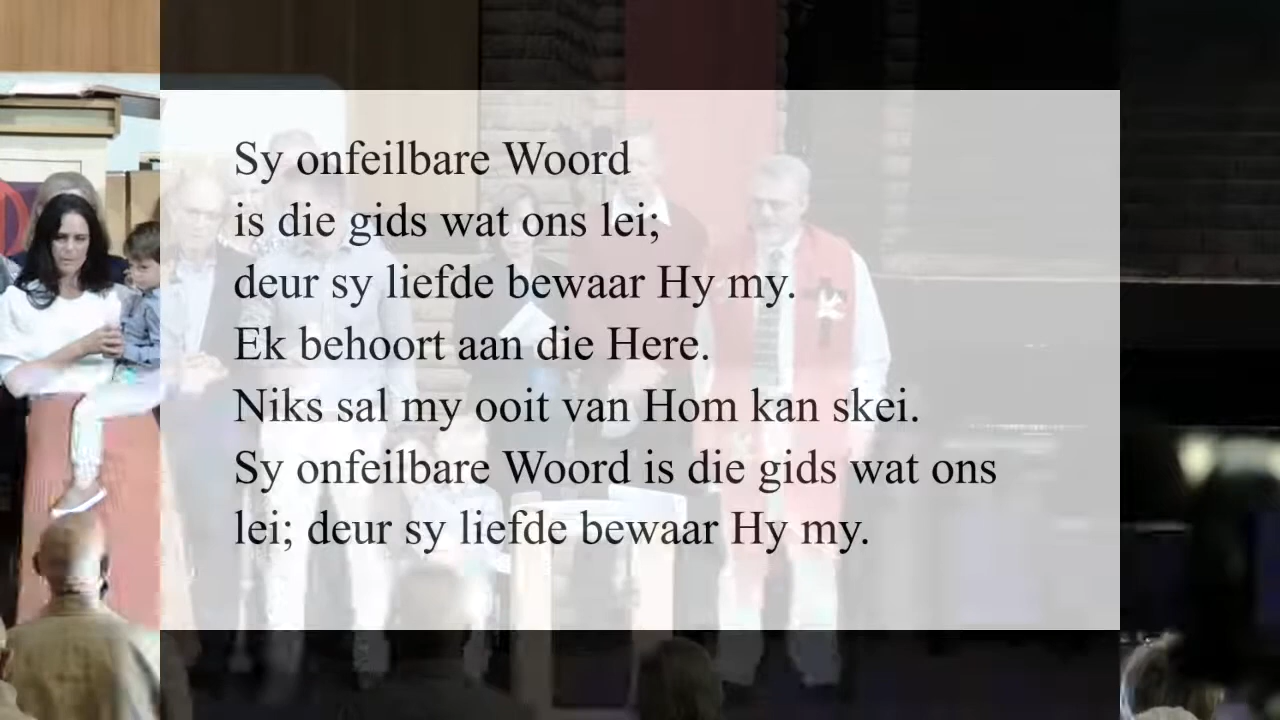 Sy onfeilbare Woord
is die gids wat ons lei;
deur sy liefde bewaar Hy my.
Ek behoort aan die Here.
Niks sal my ooit van Hom kan skei.
Sy onfeilbare Woord is die gids wat ons
lei; deur sy liefde bewaar Hy my.